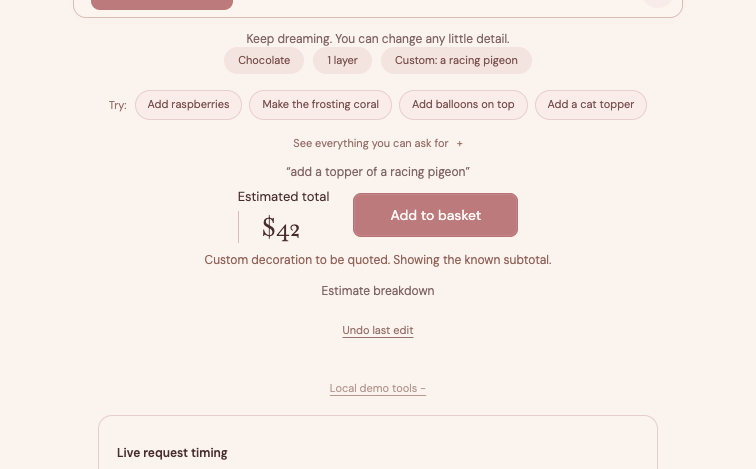 Keep dreaming. You can change any little detail.
Chocolate 1 layer Custom: a racing pigeon
Try: Add raspberries Make the frosting coral Add balloons on top Add a cat topper
See everything you can ask for +
“add a topper of a racing pigeon”
Estimated total
$42
Add to basket
Custom decoration to be quoted. Showing the known subtotal.
Estimate breakdown
Undo last edit
Local demo tools −
Live request timing